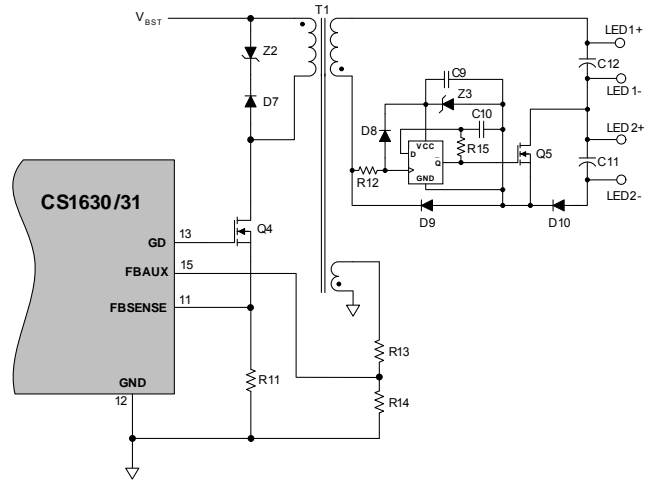 T1
VBST
LED1+
Z2
C9
C12
Z3
LED1-
D7
C10
D8
VCC
LED2+
D
R15
Q
Q5
C11
R12
GND
LED2-
D9
D10
CS1630/31
Q4
GD
13
FBAUX
15
FBSENSE
11
R13
R11
GND
12
R14